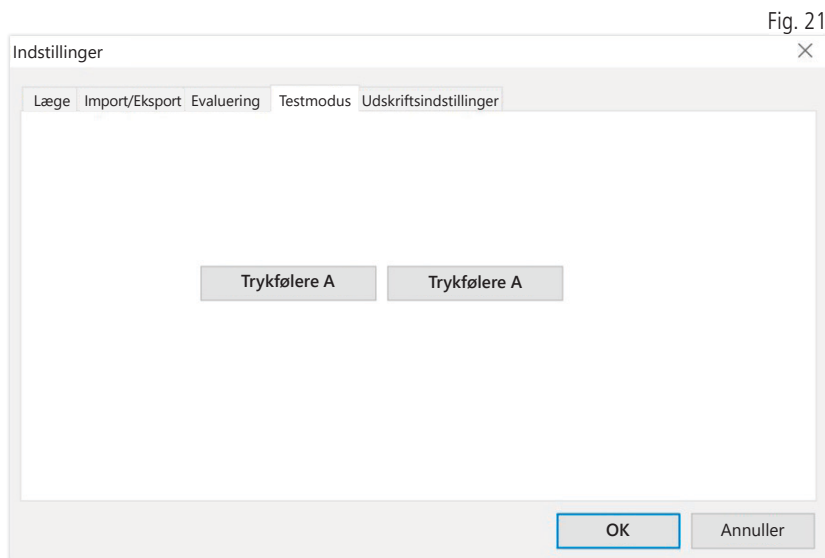 Fig. 21
Indstillinger
Læge Import/Eksport Evaluering Testmodus Udskriftsindstillinger
Trykfølere A Trykfølere A
OK Annuller